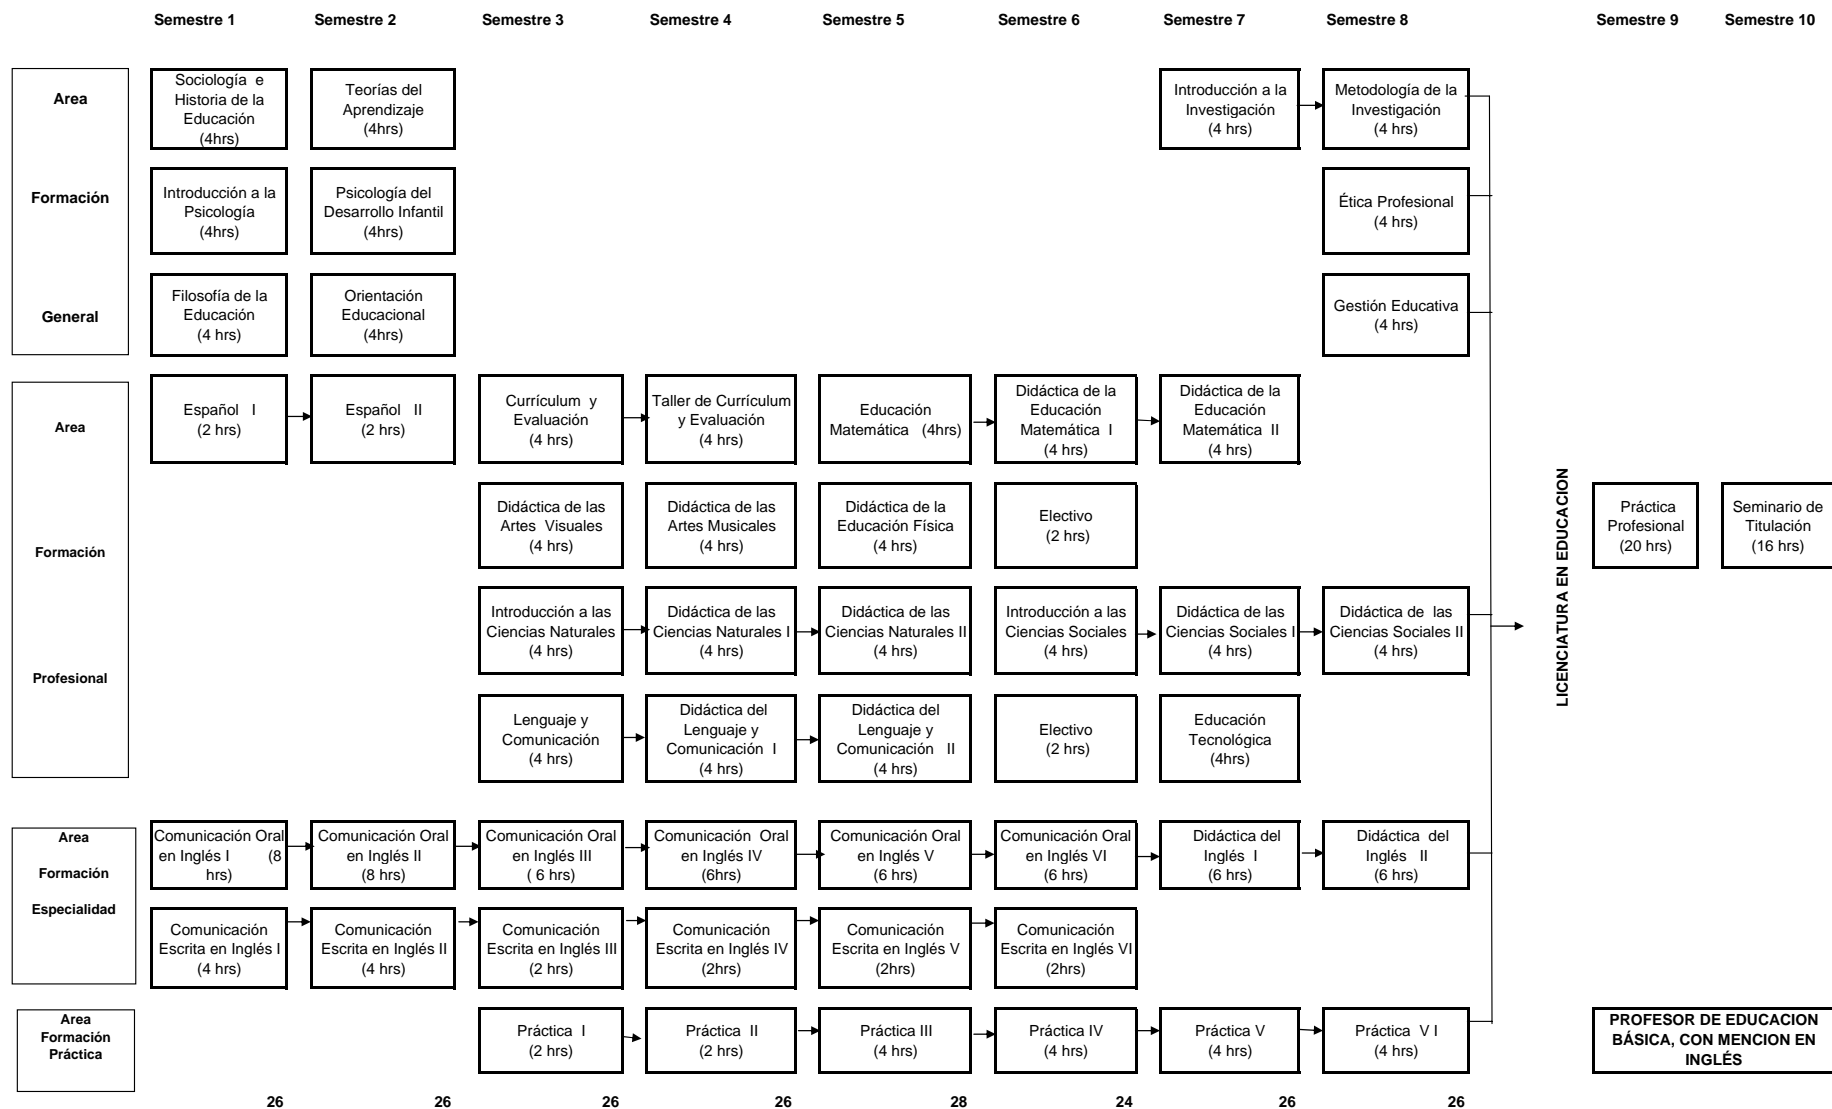 Semestre 1
Semestre 2
Semestre 3
Semestre 4
Semestre 5
Semestre 6
Semestre 7
Semestre 8
Semestre 9
Semestre 10
Area
Formación
General
Sociología e
Historia de la
Educación
(4hrs)
Teorías del
Aprendizaje
(4hrs)
Introducción a la
Investigación
(4 hrs)
Metodología de la
Investigación
(4 hrs)
Introducción a la
Psicología
(4hrs)
Psicología del
Desarrollo Infantil
(4hrs)
Ética Profesional
(4 hrs)
Filosofía de la
Educación
(4 hrs)
Orientación
Educacional
(4hrs)
Gestión Educativa
(4 hrs)
Area
Formación
Profesional
Español I
(2 hrs)
Español II
(2 hrs)
Currículum y
Evaluación
(4 hrs)
Taller de Currículum
y Evaluación
(4 hrs)
Educación
Matemática (4hrs)
Didáctica de la
Educación
Matemática I
(4 hrs)
Didáctica de la
Educación
Matemática II
(4 hrs)
Didáctica de las
Artes Visuales
(4 hrs)
Didáctica de las
Artes Musicales
(4 hrs)
Didáctica de la
Educación Física
(4 hrs)
Electivo
(2 hrs)
Introducción a las
Ciencias Naturales
(4 hrs)
Didáctica de las
Ciencias Naturales I
(4 hrs)
Didáctica de las
Ciencias Naturales II
(4 hrs)
Introducción a las
Ciencias Sociales
(4 hrs)
Didáctica de las
Ciencias Sociales I
(4 hrs)
Didáctica de las
Ciencias Sociales II
(4 hrs)
Lenguaje y
Comunicación
(4 hrs)
Didáctica del
Lenguaje y
Comunicación I
(4 hrs)
Didáctica del
Lenguaje y
Comunicación II
(4 hrs)
Electivo
(2 hrs)
Educación
Tecnológica
(4hrs)
LICENCIATURA EN EDUCACION
Práctica
Profesional
(20 hrs)
Seminario de
Titulación
(16 hrs)
Area
Formación
Especialidad
Comunicación Oral
en Inglés I (8
hrs)
Comunicación Oral
en Inglés II
(8 hrs)
Comunicación Oral
en Inglés III
( 6 hrs)
Comunicación Oral
en Inglés IV
(6hrs)
Comunicación Oral
en Inglés V
(6 hrs)
Comunicación Oral
en Inglés VI
(6 hrs)
Didáctica del
Inglés I
(6 hrs)
Didáctica del
Inglés II
(6 hrs)
Comunicación
Escrita en Inglés I
(4 hrs)
Comunicación
Escrita en Inglés II
(4 hrs)
Comunicación
Escrita en Inglés III
(2 hrs)
Comunicación
Escrita en Inglés IV
(2hrs)
Comunicación
Escrita en Inglés V
(2hrs)
Comunicación
Escrita en Inglés VI
(2hrs)
Area
Formación
Práctica
Práctica I
(2 hrs)
Práctica II
(2 hrs)
Práctica III
(4 hrs)
Práctica IV
(4 hrs)
Práctica V
(4 hrs)
Práctica V I
(4 hrs)
PROFESOR DE EDUCACION
BÁSICA, CON MENCION EN
INGLÉS
26
26
26
26
28
24
26
26